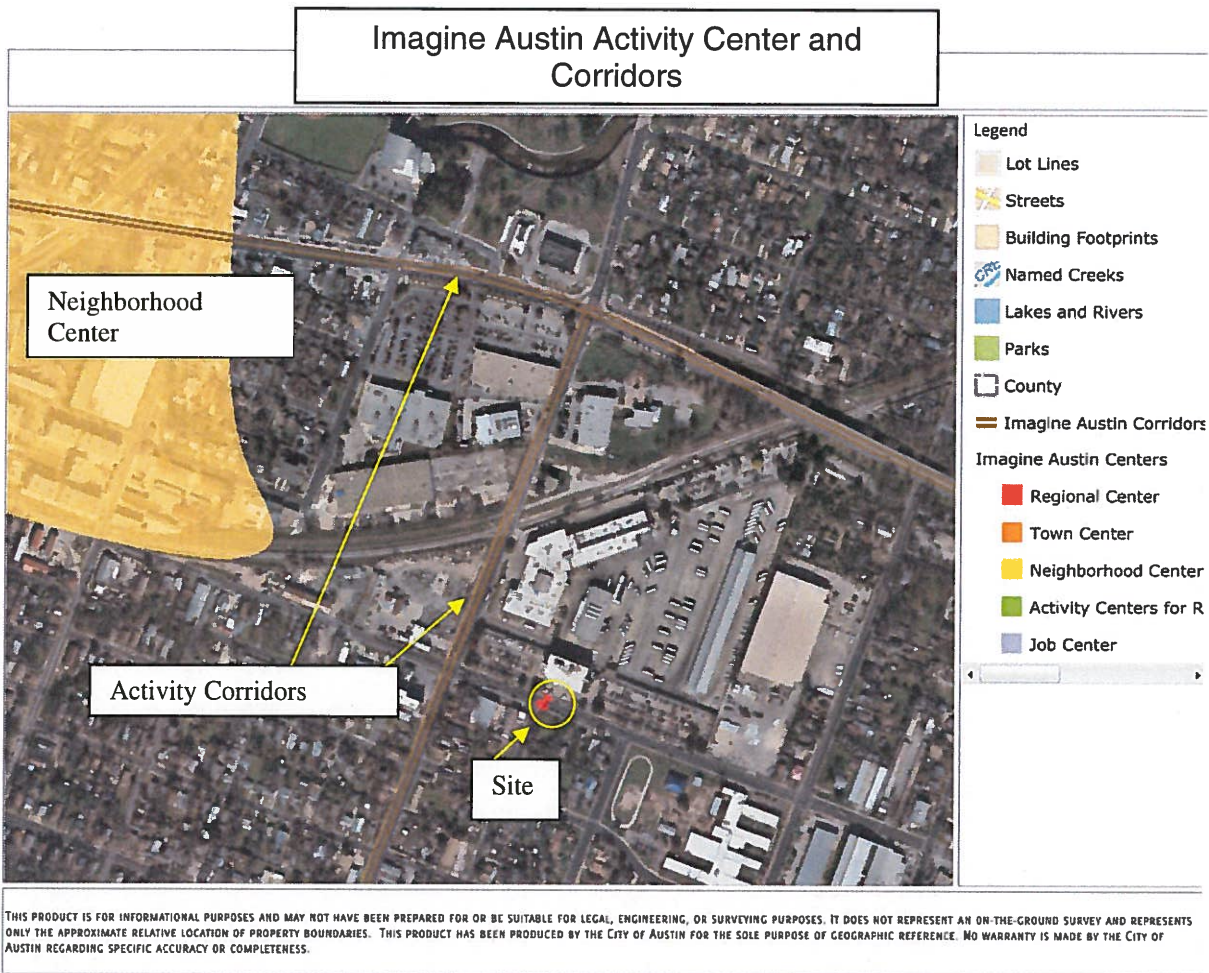 Imagine Austin Activity Center and
Corridors
Legend
Lot Lines
Streets
Building Footprints
CRE
Named Creeks
Lakes and Rivers
Parks
County
Imagine Austin Corridors
Imagine Austin Centers
Regional Center
Town Center
Neighborhood Center
Activity Centers for R
Job Center
Neighborhood
Center
Activity Corridors
Site
THIS PRODUCT IS FOR INFORMATIONAL PURPOSES AND MAY NOT HAVE BEEN PREPARED FOR OR BE SUITABLE FOR LEGAL, ENGINEERING, OR SURVEYING PURPOSES. IT DOES NOT REPRESENT AN ON-THE-GROUND SURVEY AND REPRESENTS
ONLY THE APPROXIMATE RELATIVE LOCATION OF PROPERTY BOUNDARIES. THIS PRODUCT HAS BEEN PRODUCED BY THE CITY OF AUSTIN FOR THE SOLE PURPOSE OF GEOGRAPHIC REFERENCE. NO WARRANTY IS MADE BY THE CITY OF
AUSTIN REGARDING SPECIFIC ACCURACY OR COMPLETENESS.